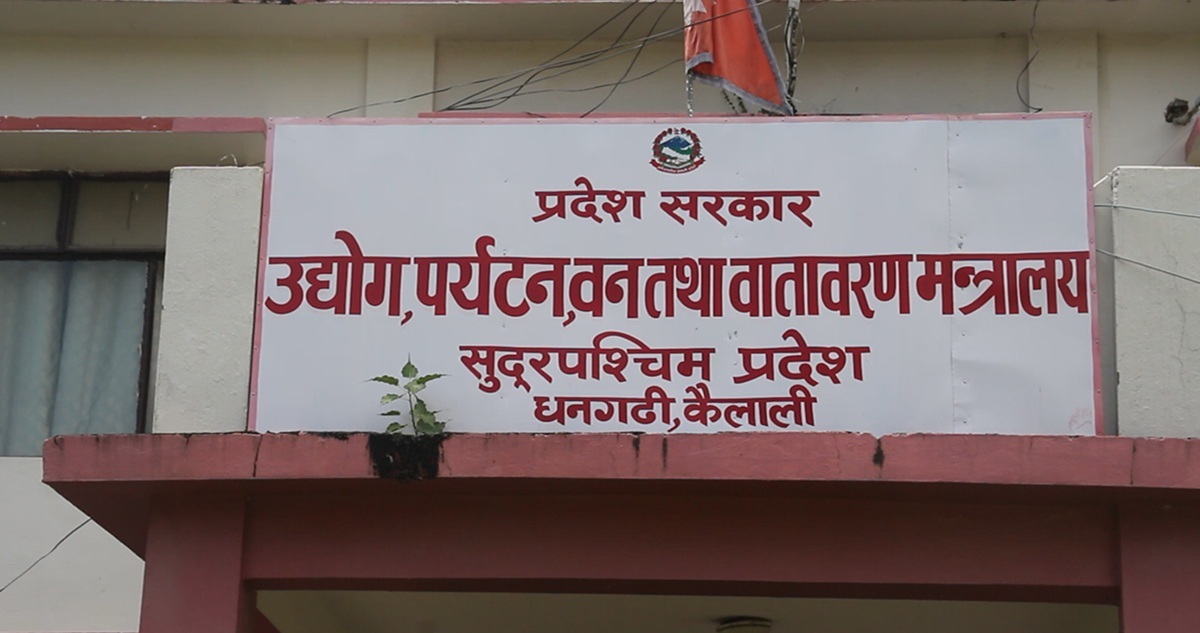 प्रदेश सरकार
उद्योग,पर्यटन,वन तथा वातावरण मन्त्रालय
सुदूरपश्चिम प्रदेश
धनगढी,कैलाली